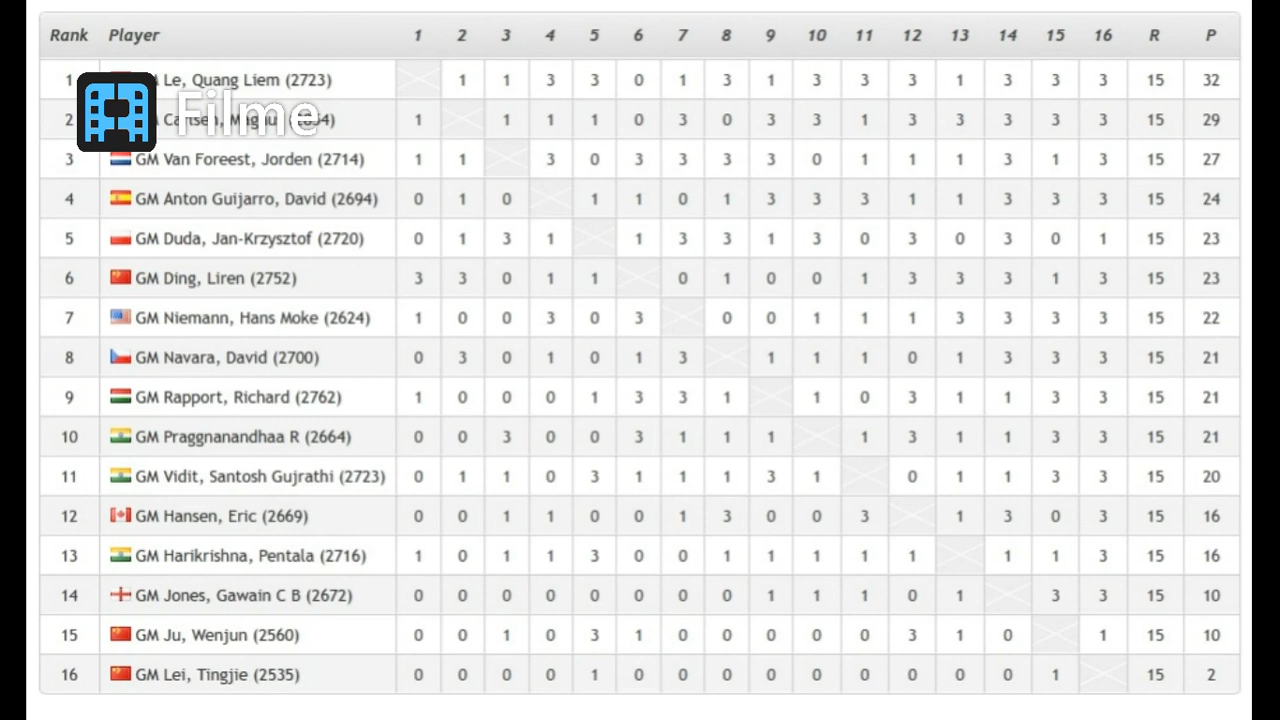 Rank Player 1 2 3 4 5 6 7 8 9 10 11 12 13 14 15 16 R P
1 Le, Quang Liem (2723) 1 1 3 3 0 1 3 1 3 3 3 1 3 3 3 15 32
Filme
2 1 1 1 1 0 3 0 3 3 1 3 3 3 3 3 15 29
3 GM Van Foreest, Jorden (2714) 1 1 3 0 3 3 3 3 0 1 1 1 3 1 3 15 27
4 GM Anton Guijarro, David (2694) 0 1 0 1 1 0 1 3 3 3 1 1 3 3 3 15 24
5 GM Duda, Jan-Krzysztof (2720) 0 1 3 1 1 3 3 1 3 0 3 0 3 0 1 15 23
6 GM Ding, Liren (2752) 3 3 0 1 1 0 1 0 0 1 3 3 3 1 3 15 23
7 GM Niemann, Hans Moke (2624) 1 0 0 3 0 3 0 0 1 1 1 3 3 3 3 15 22
8 GM Navara, David (2700) 0 3 0 1 0 1 3 1 1 1 0 1 3 3 3 15 21
9 GM Rapport, Richard (2762) 1 0 0 0 1 3 3 1 1 0 3 1 1 3 3 15 21
10 GM Praggnanandhaa R (2664) 0 0 3 0 0 3 1 1 1 1 3 1 1 3 3 15 21
11 GM Vidit, Santosh Gujrathi (2723) 0 1 1 0 3 1 1 1 3 1 0 1 1 3 3 15 20
12 GM Hansen, Eric (2669) 0 0 1 1 0 0 1 3 0 0 3 1 3 0 3 15 16
13 GM Harikrishna, Pentala (2716) 1 0 1 1 3 0 0 1 1 1 1 1 1 1 3 15 16
14 GM Jones, Gawain C B (2672) 0 0 0 0 0 0 0 0 1 1 1 0 1 3 3 15 10
15 GM Ju, Wenjun (2560) 0 0 1 0 3 1 0 0 0 0 0 3 1 0 1 15 10
16 GM Lei, Tingjie (2535) 0 0 0 0 1 0 0 0 0 0 0 0 0 0 1 15 2